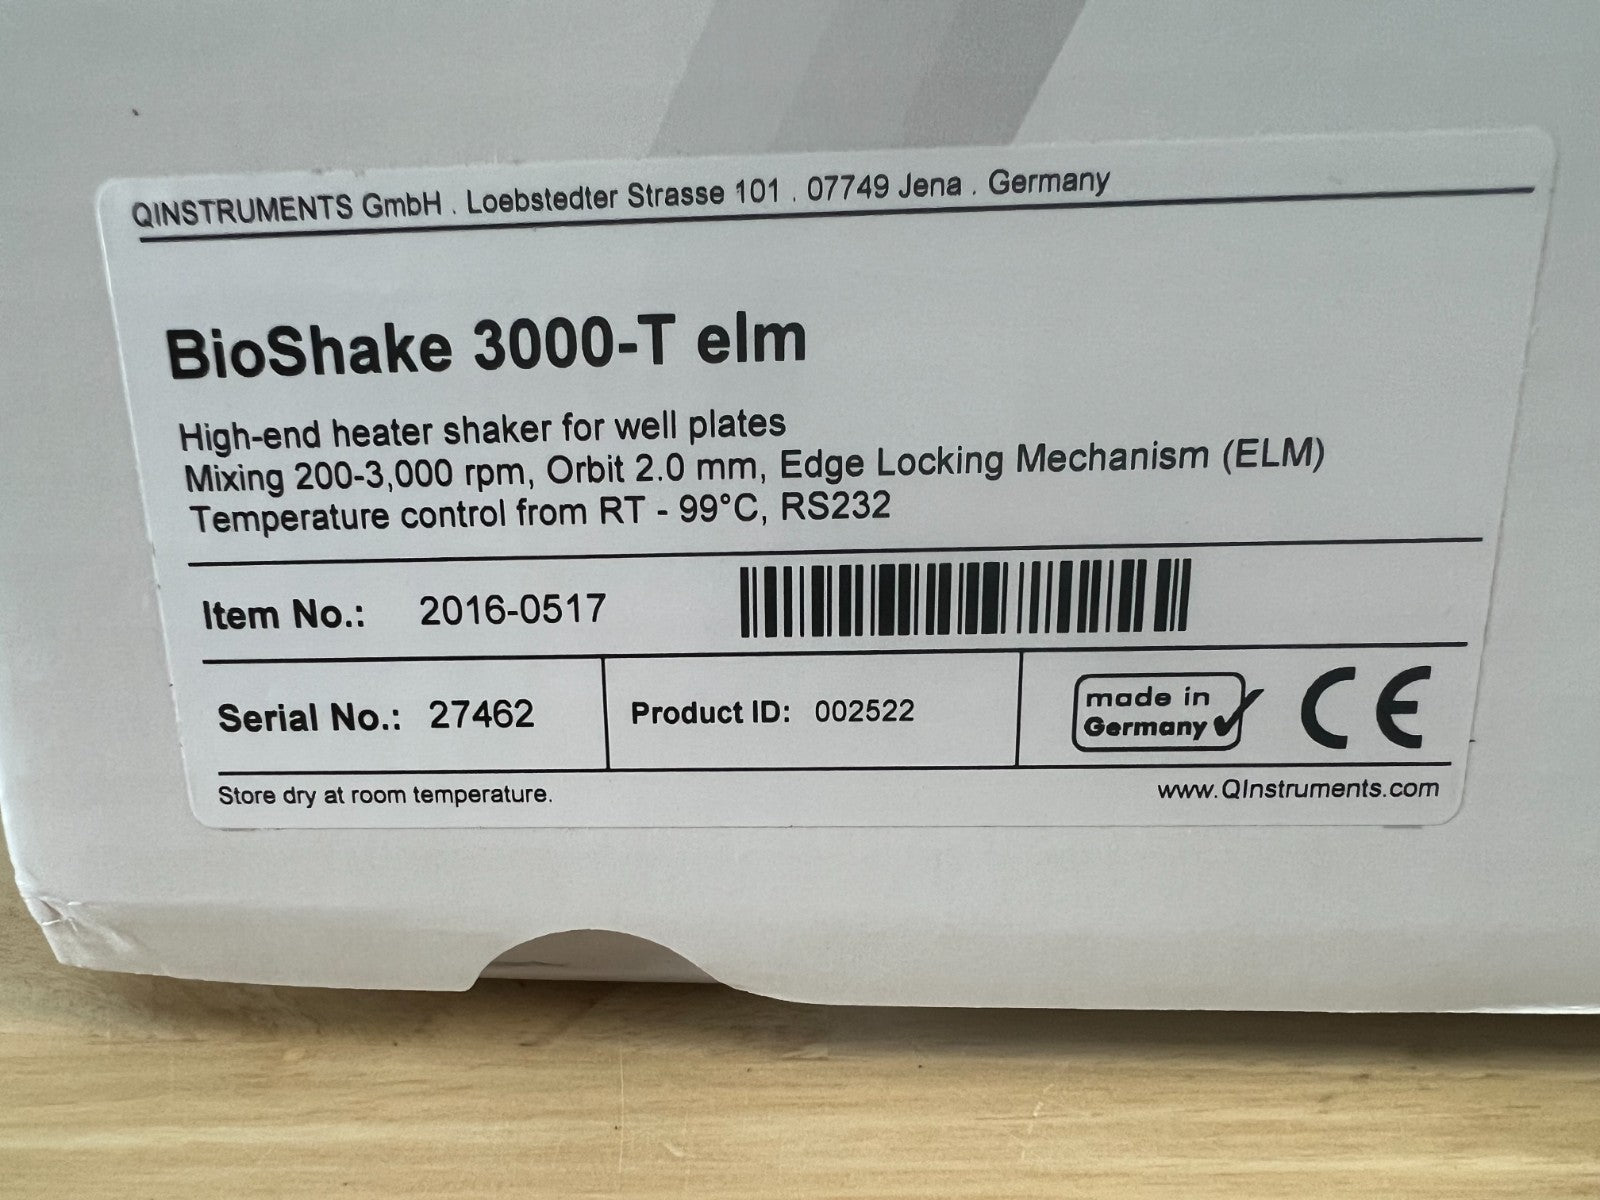 QINSTRUMENTS GmbH . Loebstedter Strasse 101 . 07749 Jena . Germany
BioShake 3000-T elm
High-end heater shaker for well plates
Mixing 200-3,000 rpm, Orbit 2.0 mm, Edge Locking Mechanism (ELM)
Temperature control from RT - 99°C, RS232
Item No.: 2016-0517
Serial No.: 27462 Product ID: 002522 made in
Germany CE
Store dry at room temperature. www.QInstruments.com